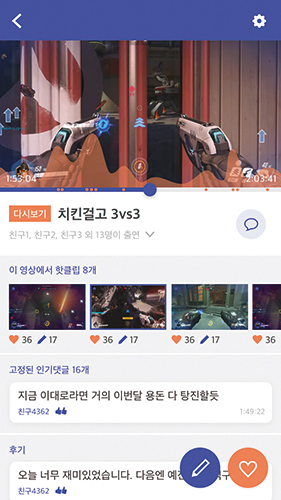 1:53:04
2:03:41
다시보기 치킨걸고 3vs3
친구1, 친구2, 친구3 외 13명이 출연
이 영상에서 핫클립 8개
36 17 36 17 36 17 36
고정된 인기댓글 16개
지금 이대로라면 거의 이번달 용돈 다 탕진할듯
친구4362 1:49:22
후기
오늘 너무 재미있었습니다. 다음엔
친구4362